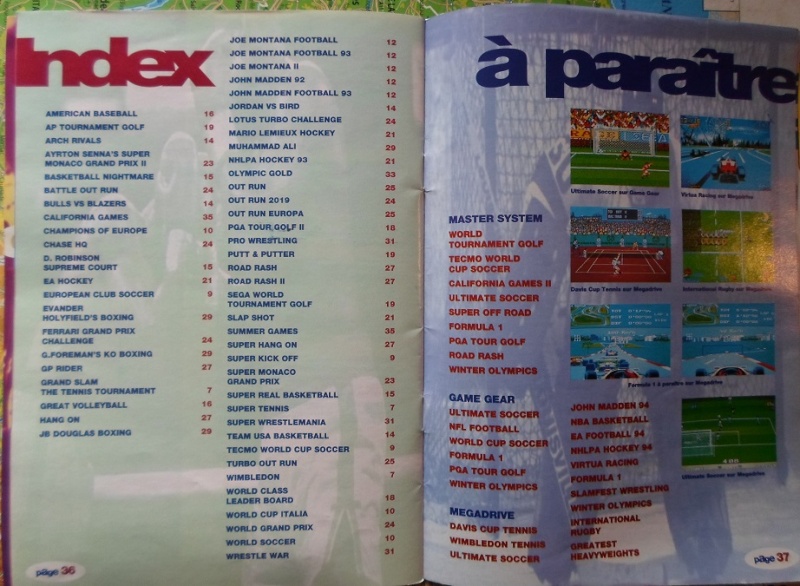 Index
AMERICAN BASEBALL 16
AP TOURNAMENT GOLF 19
ARCH RIVALS 14
AYRTON SENNA'S SUPER
MONACO GRAND PRIX II 23
BASKETBALL NIGHTMARE 15
BATTLE OUT RUN 24
BULLS VS BLAZERS 14
CALIFORNIA GAMES 35
CHAMPIONS OF EUROPE 10
CHASE HQ 24
D. ROBINSON
SUPREME COURT 15
EA HOCKEY 21
EUROPEAN CLUB SOCCER 9
EVANDER
HOLYFIELD'S BOXING 29
FERRARI GRAND PRIX
CHALLENGE 24
G.FOREMAN'S KO BOXING 29
GP RIDER 27
GRAND SLAM
THE TENNIS TOURNAMENT 7
GREAT VOLLEYBALL 16
HANG ON 27
JB DOUGLAS BOXING 29
JOE MONTANA FOOTBALL 12
JOE MONTANA FOOTBALL 93 12
JOE MONTANA II 12
JOHN MADDEN 92 12
JOHN MADDEN FOOTBALL 93 12
JORDAN VS BIRD 14
LOTUS TURBO CHALLENGE 24
MARIO LEMIEUX HOCKEY 21
MUHAMMAD ALI 29
NHLPA HOCKEY 93 21
OLYMPIC GOLD 33
OUT RUN 25
OUT RUN 2019 24
OUT RUN EUROPA 25
PGA TOUR GOLF II 18
PRO WRESTLING 31
PUTT & PUTTER 19
ROAD RASH 27
ROAD RASH II 27
SEGA WORLD
TOURNAMENT GOLF 19
SLAP SHOT 21
SUMMER GAMES 35
SUPER HANG ON 27
SUPER KICK OFF 9
SUPER MONACO
GRAND PRIX 23
SUPER REAL BASKETBALL 15
SUPER TENNIS 7
SUPER WRESTLEMANIA 31
TEAM USA BASKETBALL 14
TECMO WORLD CUP SOCCER 9
TURBO OUT RUN 25
WIMBLEDON 7
WORLD CLASS
LEADER BOARD 18
WORLD CUP ITALIA 10
WORLD GRAND PRIX 24
WORLD SOCCER 10
WRESTLE WAR 31
page 36
à paraître
Ultimate Soccer sur Game Gear
Virtua Racing sur Megadrive
Davis Cup Tennis sur Megadrive
International Rugby sur Megadrive
Formula 1 à paraître sur Megadrive
Ultimate Soccer sur Megadrive
MASTER SYSTEM
WORLD
TOURNAMENT GOLF
TECMO WORLD
CUP SOCCER
CALIFORNIA GAMES II
ULTIMATE SOCCER
SUPER OFF ROAD
FORMULA 1
PGA TOUR GOLF
ROAD RASH
WINTER OLYMPICS
GAME GEAR
ULTIMATE SOCCER
NFL FOOTBALL
WORLD CUP SOCCER
FORMULA 1
PGA TOUR GOLF
WINTER OLYMPICS
MEGADRIVE
DAVIS CUP TENNIS
WIMBLEDON TENNIS
ULTIMATE SOCCER
JOHN MADDEN 94
NBA BASKETBALL
EA FOOTBALL 94
NHLPA HOCKEY 94
VIRTUA RACING
FORMULA 1
SLAMFEST WRESTLING
WINTER OLYMPICS
INTERNATIONAL
RUGBY
GREATEST
HEAVYWEIGHTS
page 37